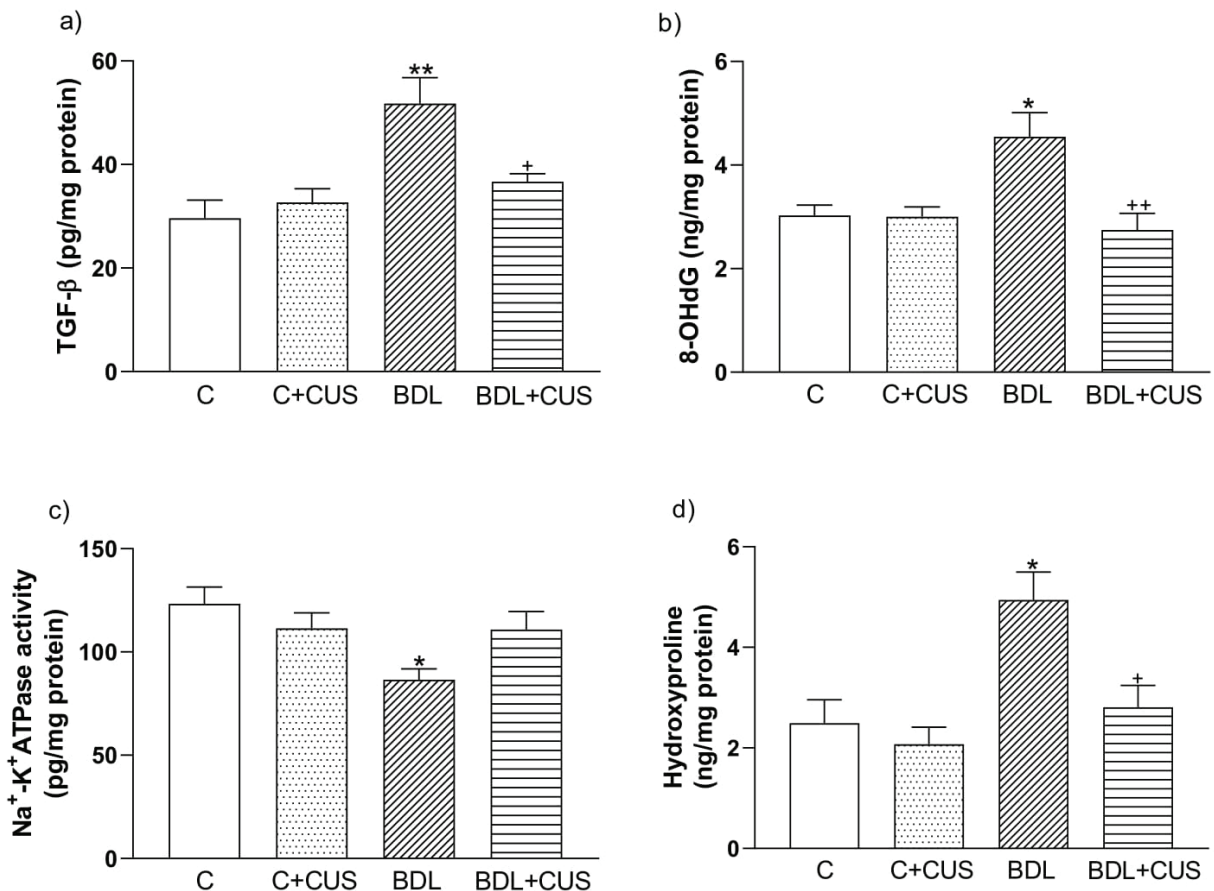 a)
TGF-β (pg/mg protein)
60
40
20
0
**
+
C C+CUS BDL BDL+CUS
b)
8-OHdG (ng/mg protein)
6
4
2
0
*
++
C C+CUS BDL BDL+CUS
c)
Na⁺-K⁺ATPase activity
(pg/mg protein)
150
100
50
0
*
C C+CUS BDL BDL+CUS
d)
Hydroxyproline
(ng/mg protein)
6
4
2
0
*
+
C C+CUS BDL BDL+CUS